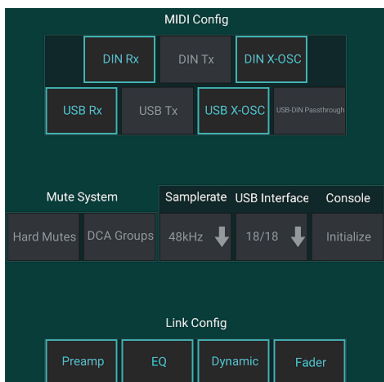 MIDI Config
DIN Rx DIN Tx DIN X-OSC
USB Rx USB Tx USB X-OSC USB-DIN Passthrough
Mute System Samplerate USB Interface Console
Hard Mutes DCA Groups 48kHz 18/18 Initialize
Link Config
Preamp EQ Dynamic Fader